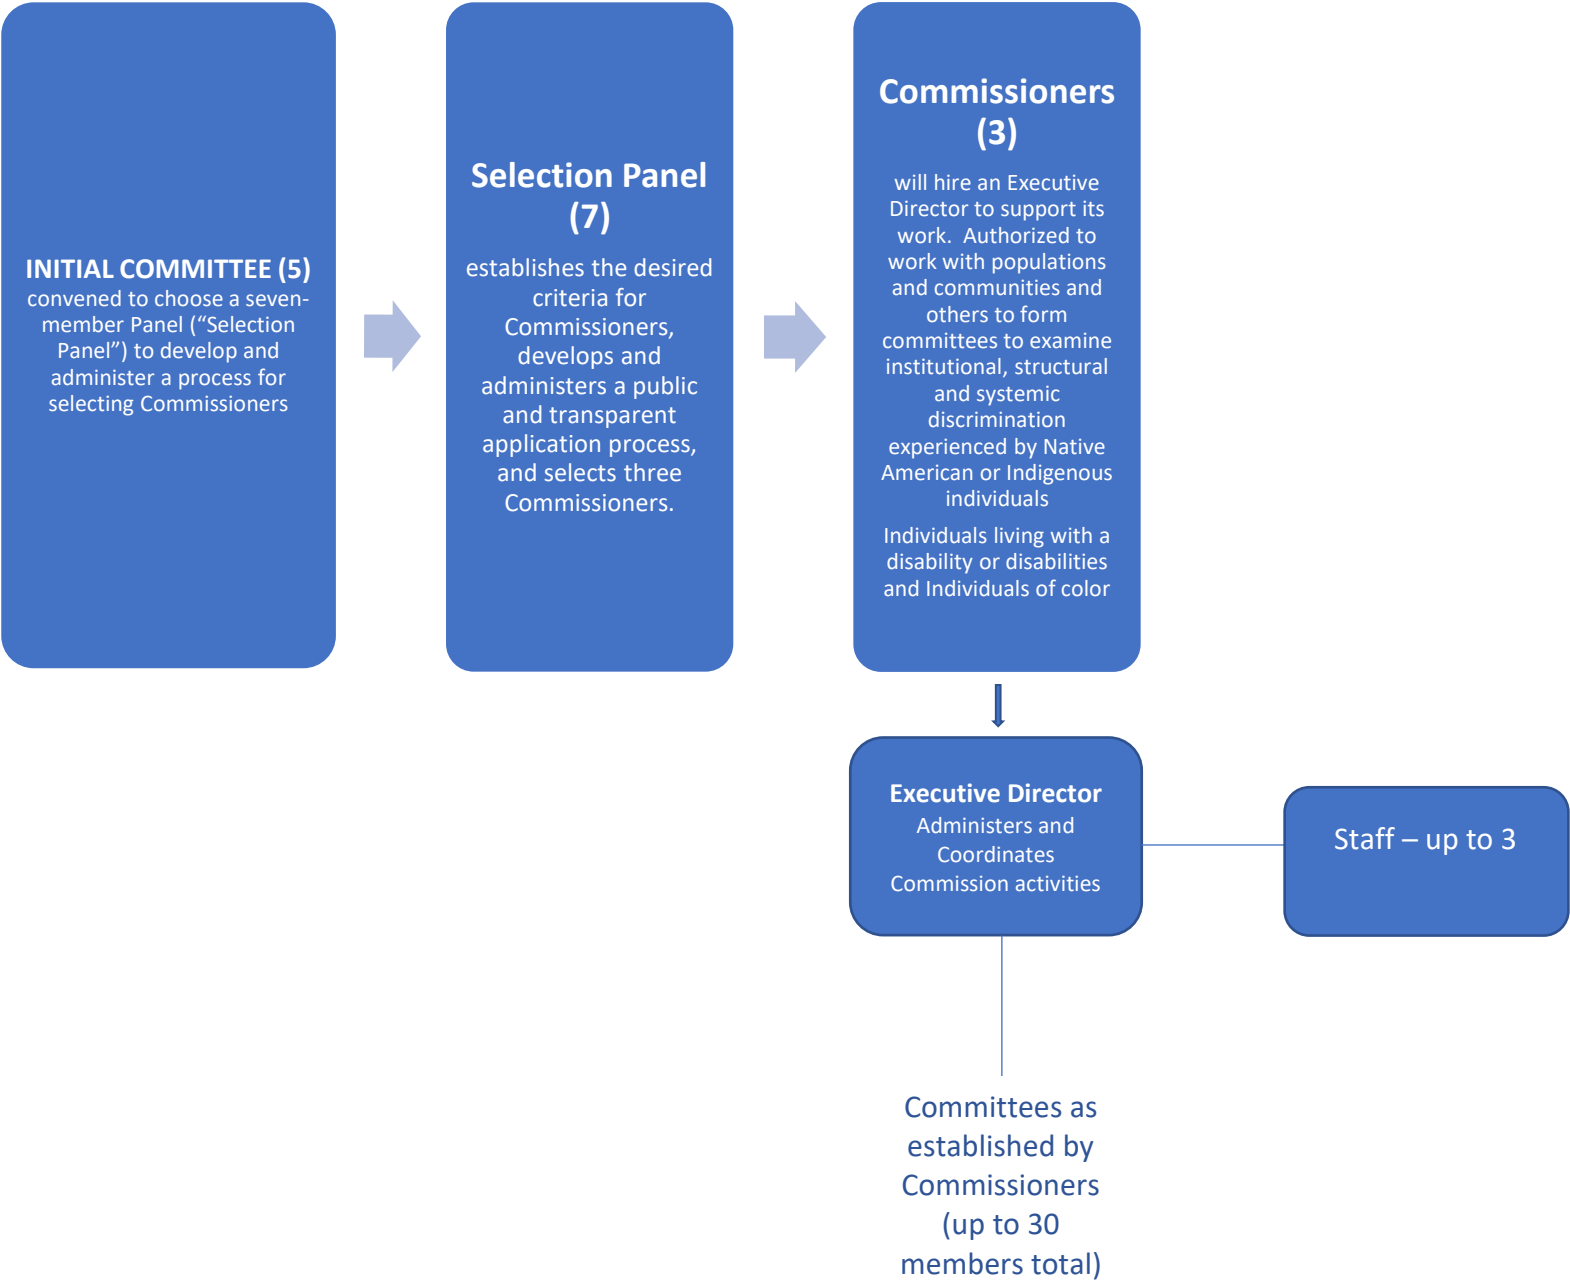 INITIAL COMMITTEE (5)
convened to choose a seven-
member Panel (“Selection
Panel”) to develop and
administer a process for
selecting Commissioners
Selection Panel
(7)
establishes the desired
criteria for
Commissioners,
develops and
administers a public
and transparent
application process,
and selects three
Commissioners.
Commissioners
(3)
will hire an Executive
Director to support its
work.  Authorized to
work with populations
and communities and
others to form
committees to examine
institutional, structural
and systemic
discrimination
experienced by Native
American or Indigenous
individuals
Individuals living with a
disability or disabilities
and Individuals of color
Executive Director
Administers and
Coordinates
Commission activities
Staff – up to 3
Committees as
established by
Commissioners
(up to 30
members total)